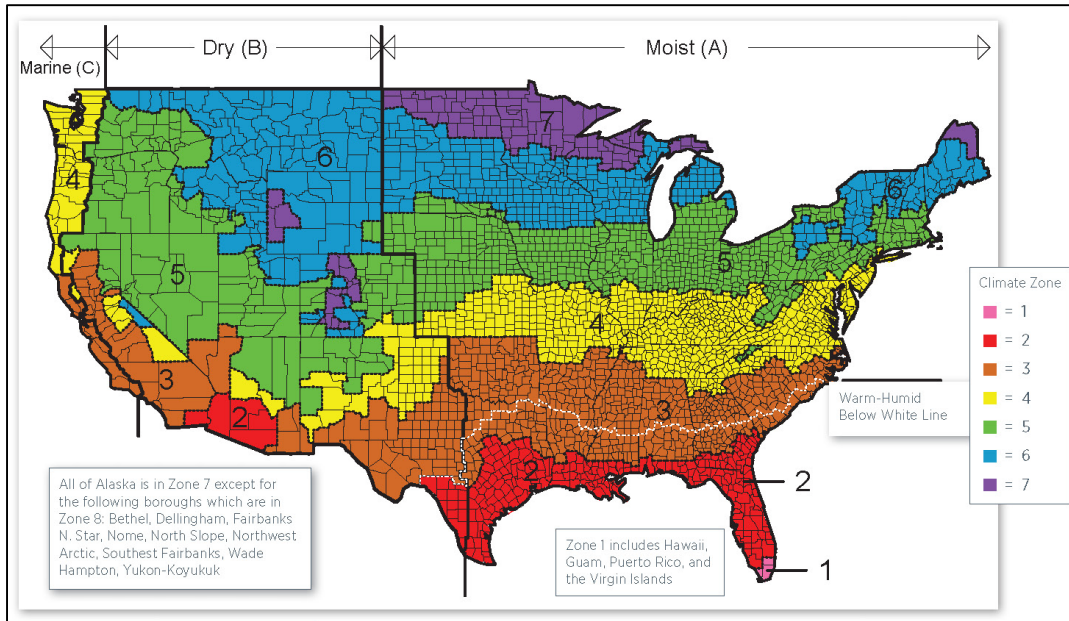 Marine (C)
Dry (B)
Moist (A)
7
6
4
6
5
5
4
3
2
3
2
2
1
Warm-Humid
Below White Line
Climate Zone
= 1
= 2
= 3
= 4
= 5
= 6
= 7
All of Alaska is in Zone 7 except for
the following boroughs which are in
Zone 8: Bethel, Dellingham, Fairbanks
N. Star, Nome, North Slope, Northwest
Arctic, Southest Fairbanks, Wade
Hampton, Yukon-Koyukuk
Zone 1 includes Hawaii,
Guam, Puerto Rico, and
the Virgin Islands